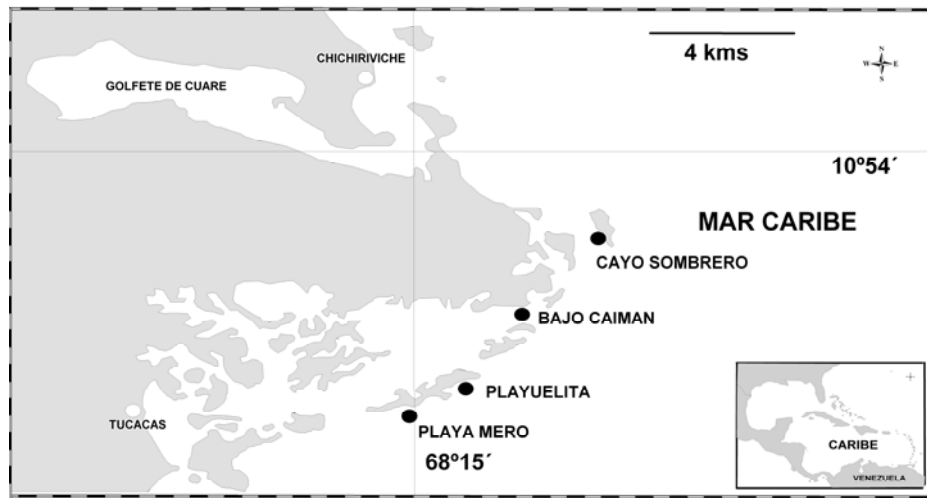 CHICHIRIVICHE
4 kms
N
W E
S
GOLFETE DE CUARE
10º54´
MAR CARIBE
CAYO SOMBRERO
BAJO CAIMAN
PLAYUELITA
TUCACAS
PLAYA MERO
68º15´
CARIBE
VENEZUELA